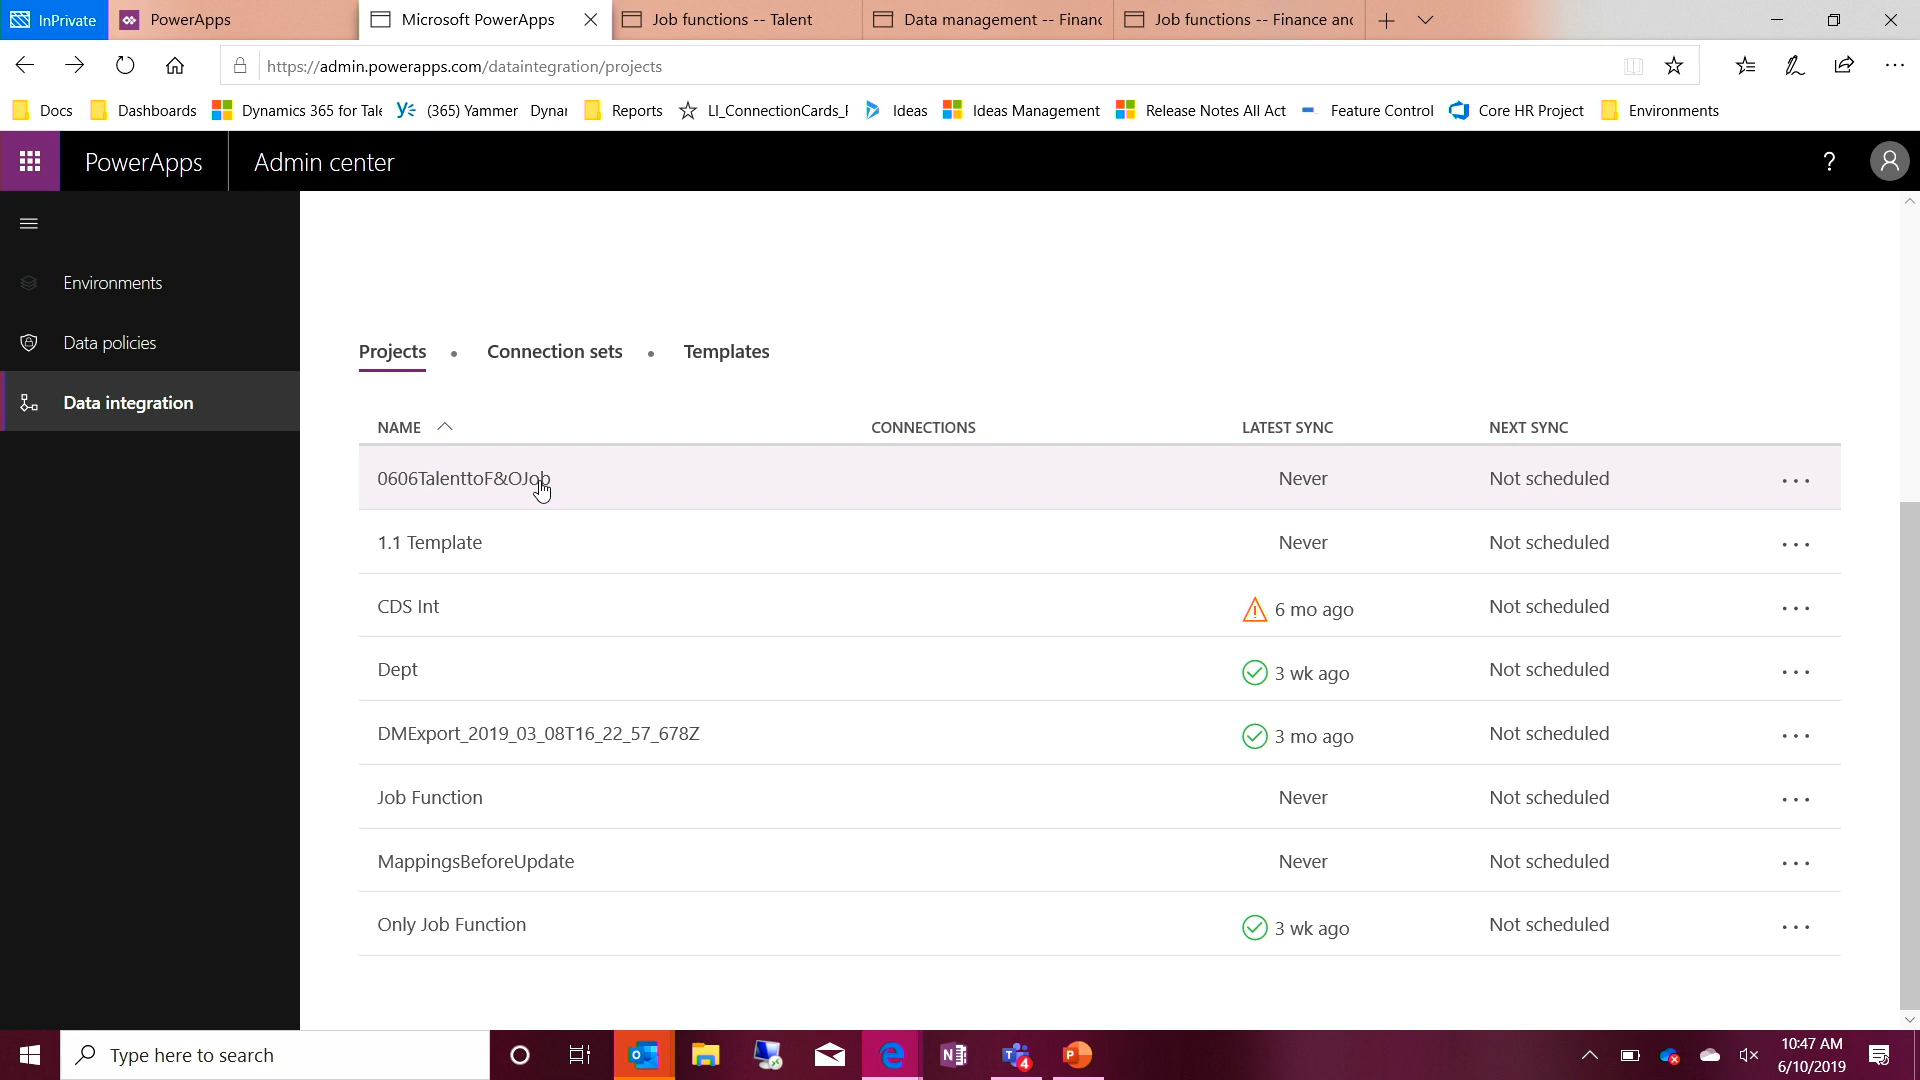 InPrivate PowerApps Microsoft PowerApps Job functions -- Talent Data management -- Financ Job functions -- Finance and
https://admin.powerapps.com/dataintegration/projects
Docs Dashboards Dynamics 365 for Tale (365) Yammer Dynar Reports LI_ConnectionCards_F Ideas Ideas Management Release Notes All Act Feature Control Core HR Project Environments
PowerApps Admin center ?
Environments
Data policies
Data integration
Projects Connection sets Templates
NAME CONNECTIONS LATEST SYNC NEXT SYNC
0606TalenttoF&OJob Never Not scheduled
1.1 Template Never Not scheduled
CDS Int 6 mo ago Not scheduled
Dept 3 wk ago Not scheduled
DMExport_2019_03_08T16_22_57_678Z 3 mo ago Not scheduled
Job Function Never Not scheduled
MappingsBeforeUpdate Never Not scheduled
Only Job Function 3 wk ago Not scheduled
Type here to search
4
10:47 AM
6/10/2019